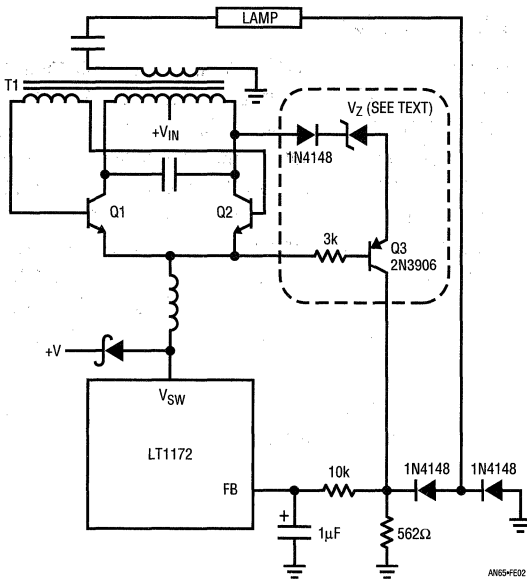 LAMP
T1
+VIN
VZ (SEE TEXT)
1N4148
Q1
Q2
3k
Q3
2N3906
+V
VSW
LT1172
FB
10k
1N4148
1N4148
+
1µF
562Ω
AN65•FE02